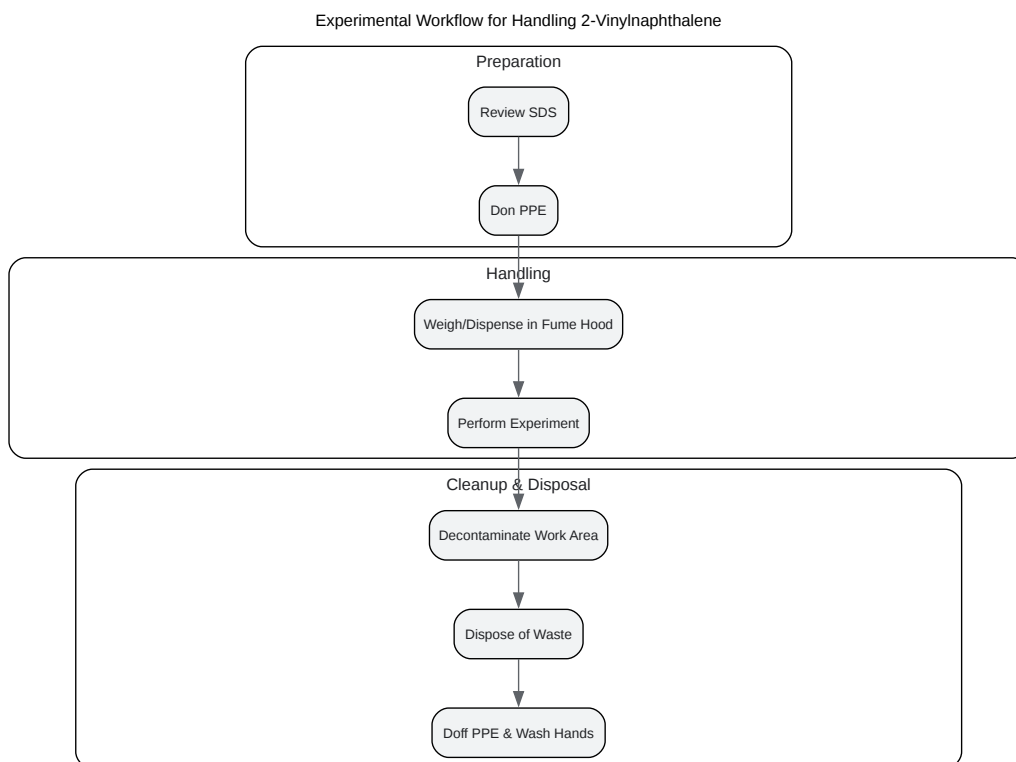 Experimental Workflow for Handling 2-Vinylnaphthalene
Preparation
Review SDS
Don PPE
Handling
Weigh/Dispense in Fume Hood
Perform Experiment
Cleanup & Disposal
Decontaminate Work Area
Dispose of Waste
Doff PPE & Wash Hands